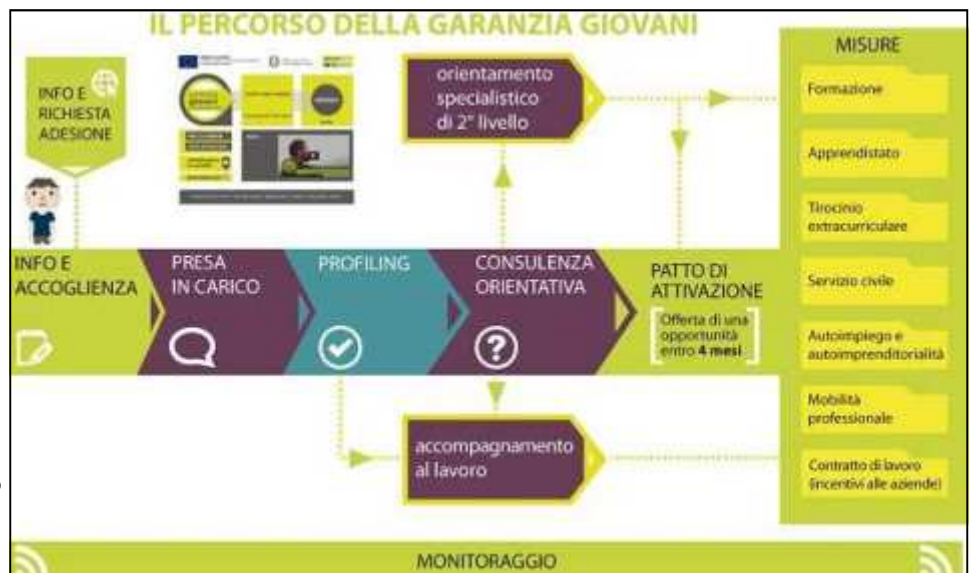 IL PERCORSO DELLA GARANZIA GIOVANI
INFO E
RICHIESTA
ADESIONE
orientamento
specialistico
di 2° livello
INFO E
ACCOGLIENZA
PRESA
IN CARICO
PROFILING
CONSULENZA
ORIENTATIVA
PATTO DI
ATTIVAZIONE
Offerta di una
opportunità
entro 4 mesi
accompagnamento
al lavoro
MISURE
Formazione
Apprendistato
Tirocinio
extracurriculare
Servizio civile
Autoimpiego e
autoimprenditorialità
Mobilità
professionale
Contratto di lavoro
(incentivi alle aziende)
MONITORAGGIO